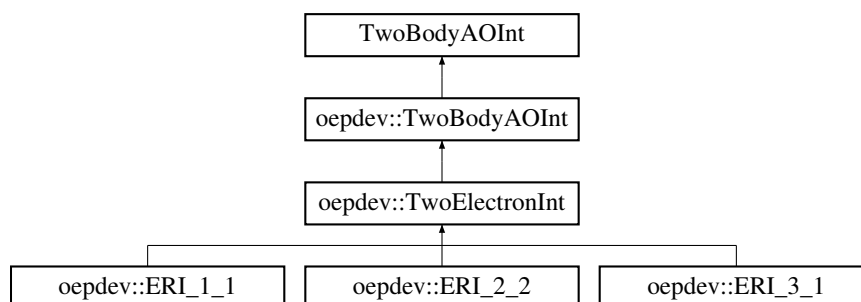 TwoBodyAOInt
oepdev::TwoBodyAOInt
oepdev::TwoElectronInt
oepdev::ERI_1_1 oepdev::ERI_2_2 oepdev::ERI_3_1